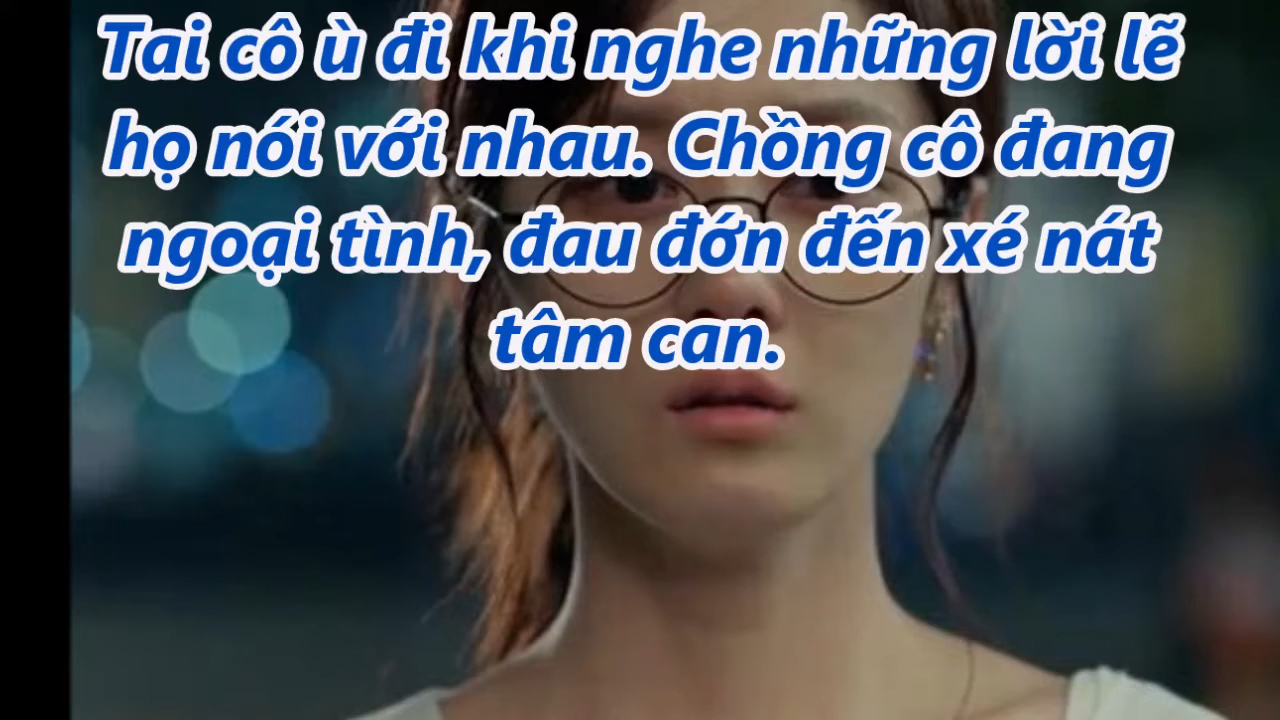 Tai cô ù đi khi nghe những lời lẽ
họ nói với nhau. Chồng cô đang
ngoại tình, đau đớn đến xé nát
tâm can.